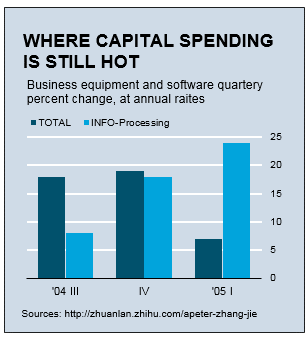 WHERE CAPITAL SPENDING
IS STILL HOT
Business equipment and software quartery
percent change, at annual raites
TOTAL INFO-Processing
25
20
15
10
5
0
'04 III IV '05 I
Sources: http://zhuanlan.zhihu.com/apeter-zhang-jie